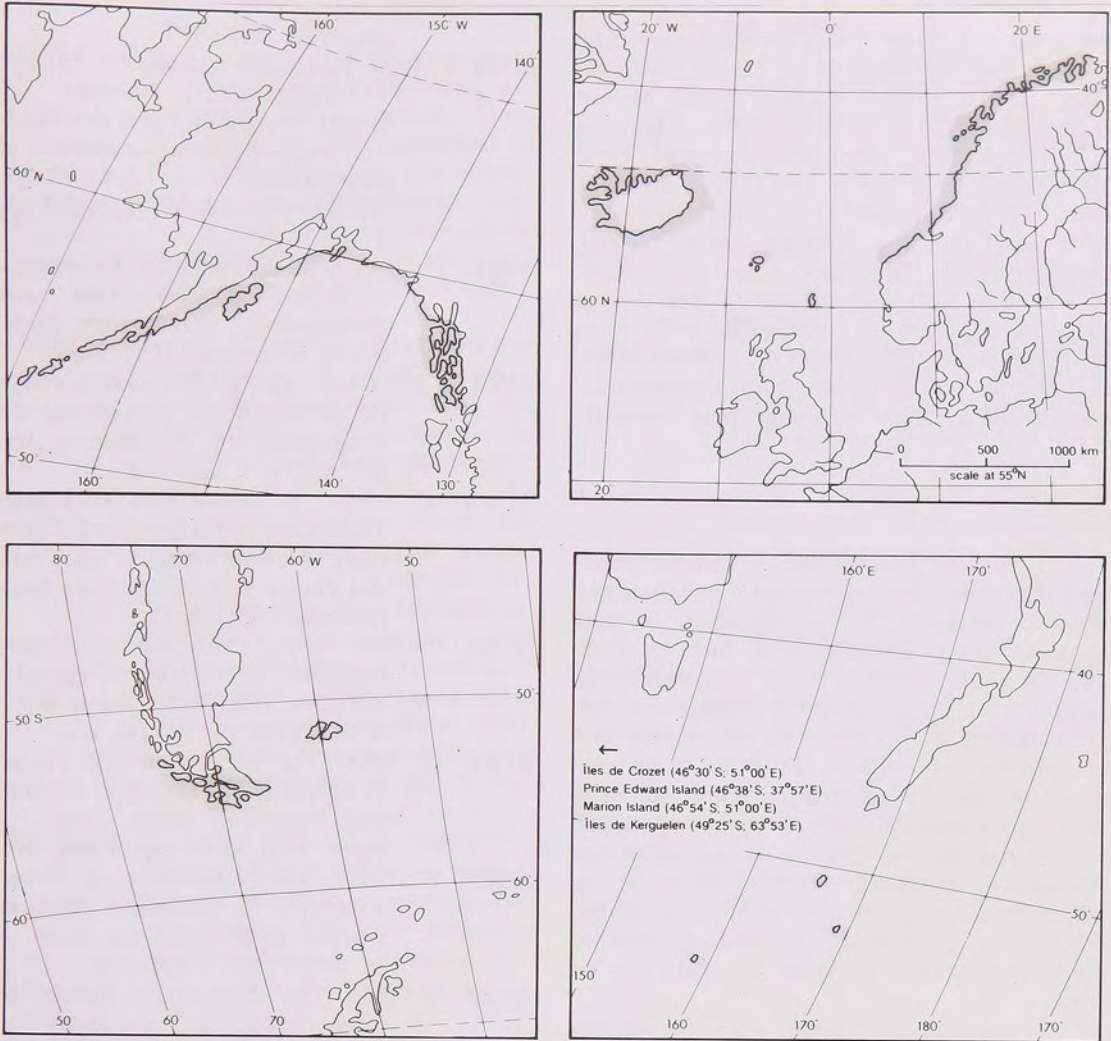 160
150 W
140°
60 N
50°
160
150°
140
130°
20 W
0°
20 E
40°S
60 N
0 500 1000 km
scale at 55°N
20
80°
70
60 W
50
50 S
50°
60°
60
50
60
70
160°E
170°
40
Îles de Crozet (46°30'S; 51°00'E)
Prince Edward Island (46°38'S; 37°57'E)
Marion Island (46°54'S; 51°00'E)
Îles de Kerguelen (49°25'S; 63°53'E)
50°
150°
160
170°
180°
170°